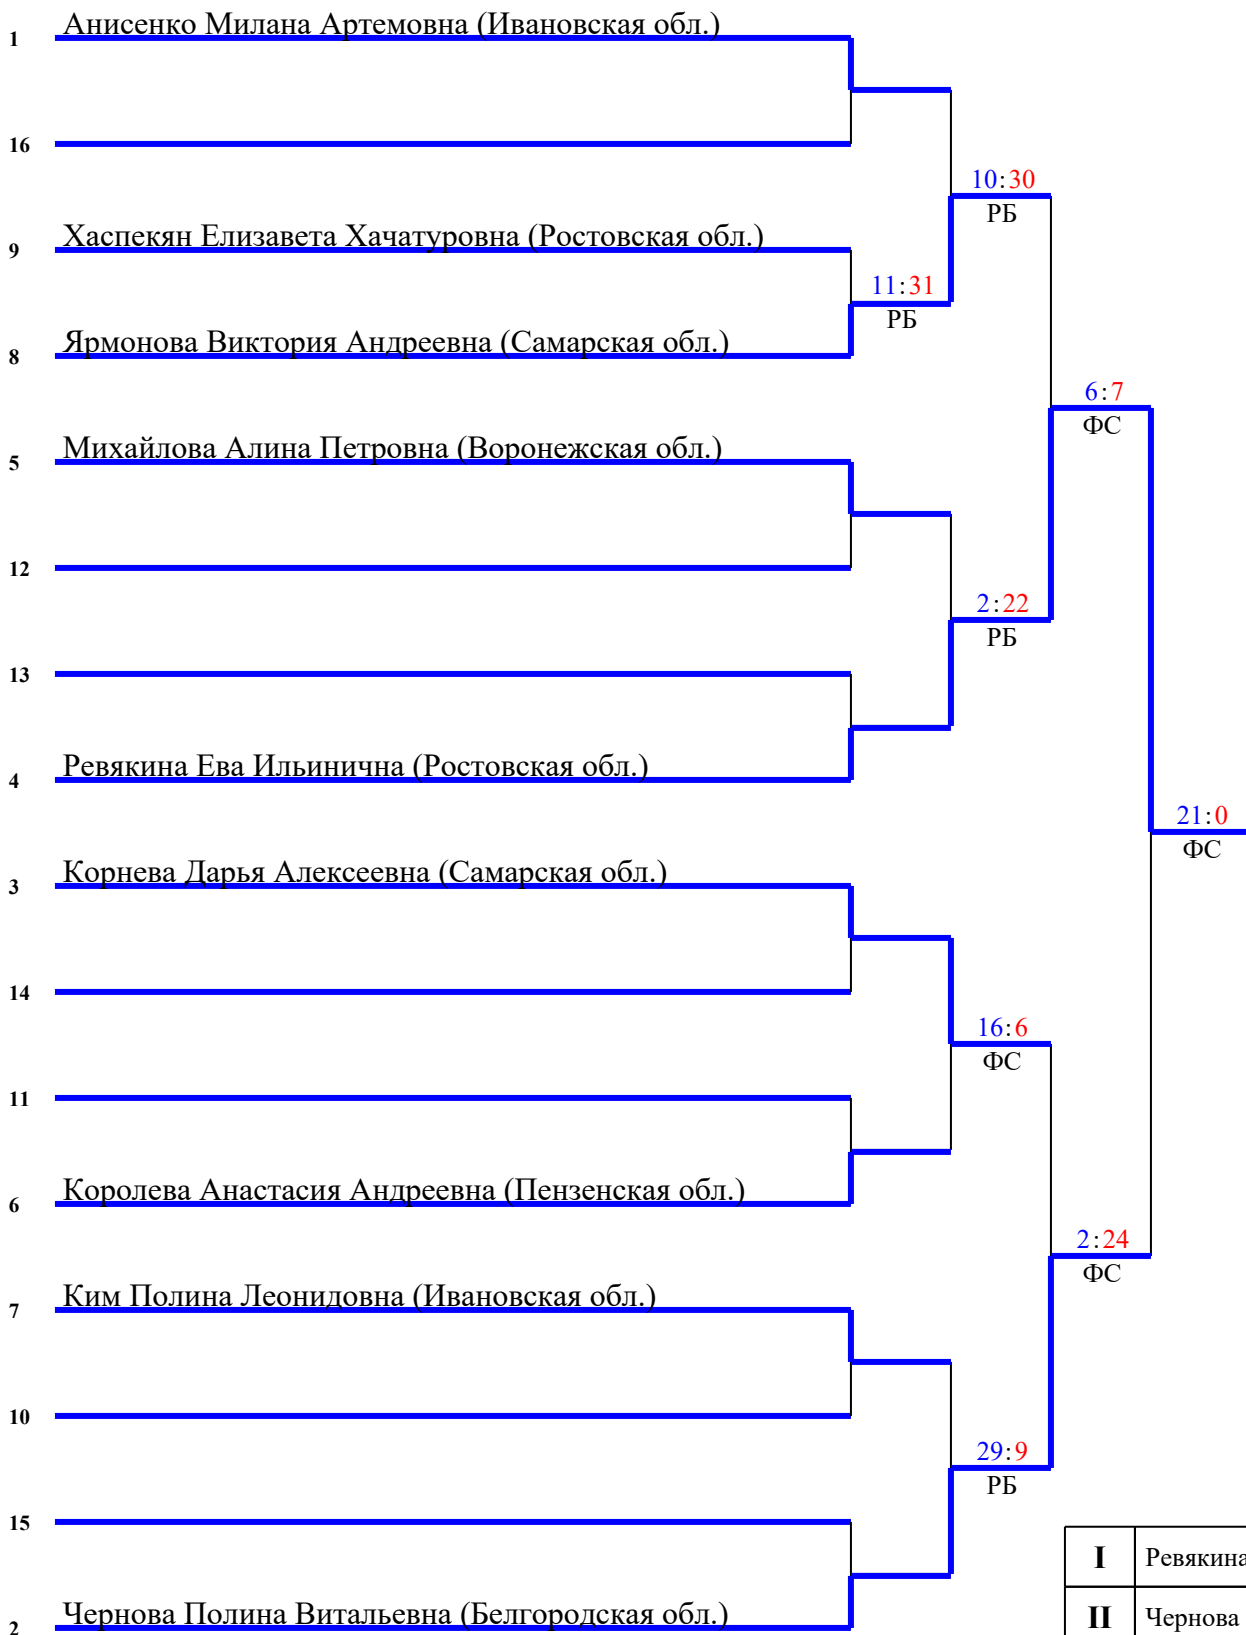 1 Анисенко Милана Артемовна (Ивановская обл.)
16
10:30
РБ
9 Хаспекян Елизавета Хачатуровна (Ростовская обл.)
11:31
РБ
8 Ярмонова Виктория Андреевна (Самарская обл.)
6:7
ФС
5 Михайлова Алина Петровна (Воронежская обл.)
12
2:22
РБ
13
4 Ревякина Ева Ильинична (Ростовская обл.)
21:0
ФС
3 Корнева Дарья Алексеевна (Самарская обл.)
14
16:6
ФС
11
6 Королева Анастасия Андреевна (Пензенская обл.)
2:24
ФС
7 Ким Полина Леонидовна (Ивановская обл.)
10
29:9
РБ
15
I Ревякина
2 Чернова Полина Витальевна (Белгородская обл.)
II Чернова